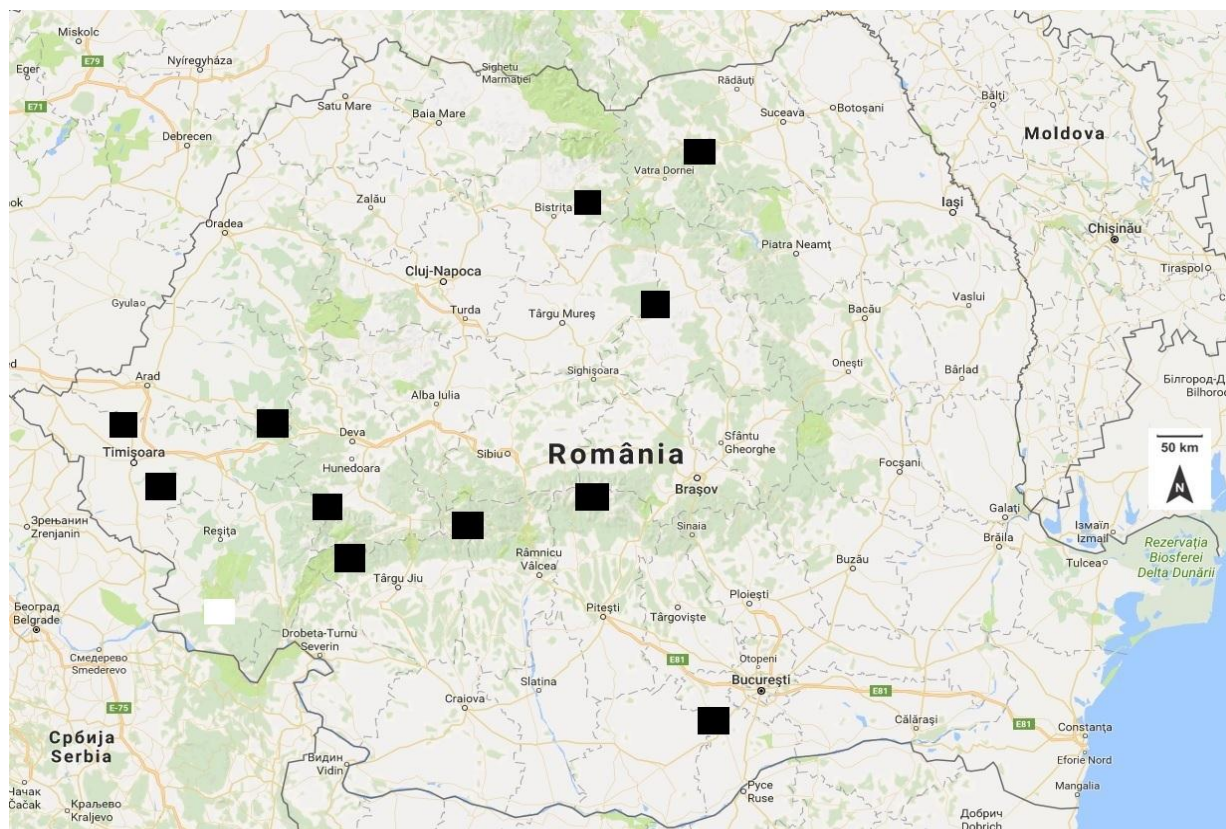 Miskolc
Nyíregyháza
E79
Eger
E71
Debrecen
Sighetu
Marmației
Satu Mare
Baia Mare
Rădăuți
Suceava
Botoșani
Bălți
Moldova
Vatra Dornei
Zalău
Bistrița
Iași
Oradea
Chișinău
Piatra Neamț
Cluj-Napoca
Tiraspol
Gyula
Turda
Târgu Mureș
Bacău
Vaslui
Onești
Sighișoara
Bârlad
Arad
Білгород-Д
Bilhorod
Alba Iulia
Deva
Sfântu
Gheorghe
50 km
Timișoara
România
Sibiu
Hunedoara
Focșani
N
Brașov
Galați
Зрењанин
Zrenjanin
Reșița
Sinaia
Ізмаїл
Izmail
Brăila
Rezervația
Biosferei
Delta Dunării
Râmnicu
Vâlcea
Buzău
Tulcea
Târgu Jiu
Ploiești
Београд
Belgrade
Pitești
Târgoviște
Drobeta-Turnu
Severin
Смедерево
Smederevo
E81
Otopeni
Slatina
București
E81
Craiova
E-75
Călărași
E81
Constanța
Србија
Serbia
Eforie Nord
Видин
Vidin
Mangalia
Русе
Ruse
Чачак
Čačak
Краљево
Kraljevo
Добрич
Dobrich